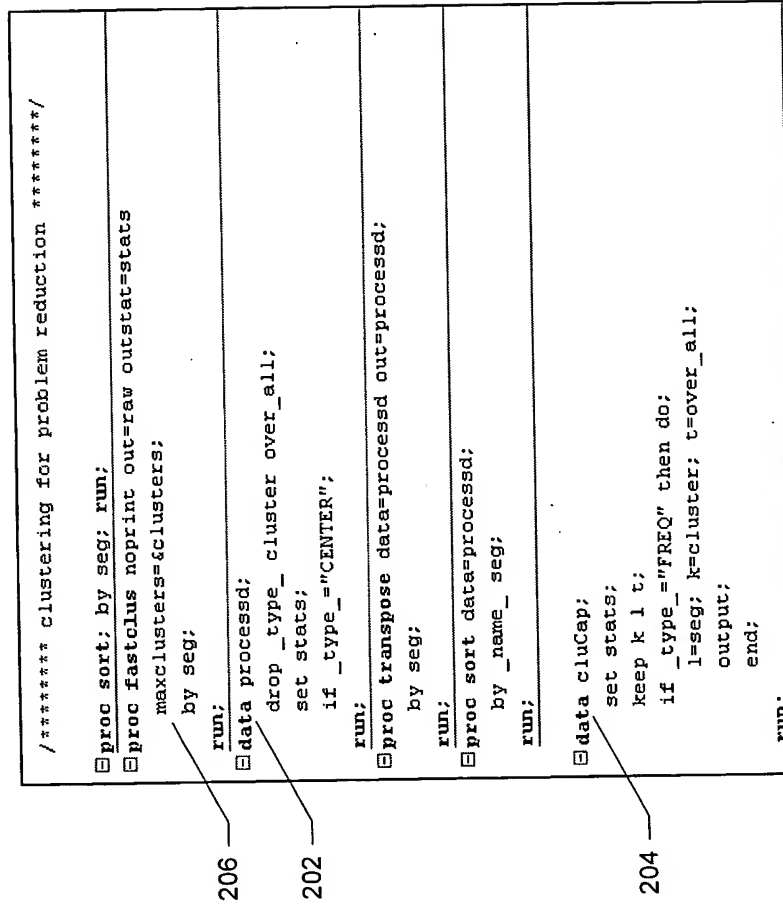 /******** clustering for problem reduction ********/
proc sort; by seg; run;
proc fastclus noprint out=raw outstat=stats
maxclusters=&clusters;
by seg;
run;
data processd;
drop _type_ cluster over_all;
set stats;
if _type_="CENTER";
run;
proc transpose data=processd out=processd;
by seg;
run;
proc sort data=processd;
by _name_ seg;
run;
data cluCap;
set stats;
keep k l t;
if _type_="FREQ" then do;
l=seg; k=cluster; t=over_all;
output;
end;
run;
206
202
204